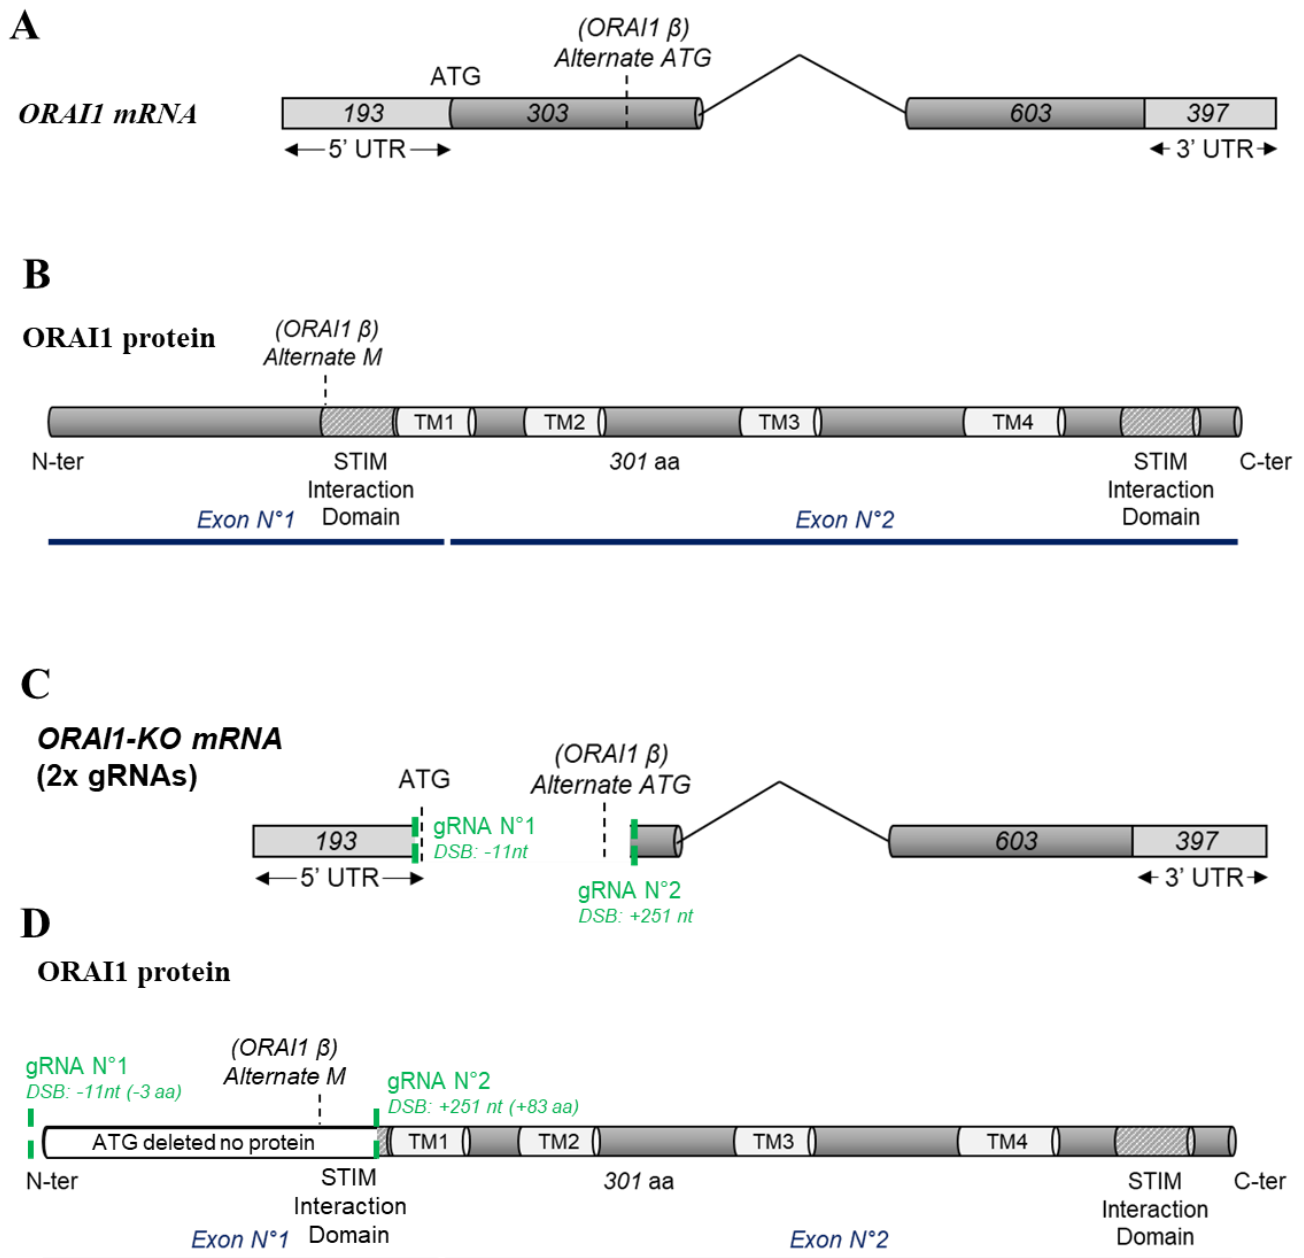 A
(ORAI1 β)
Alternate ATG
ATG
ORAI1 mRNA
193
303
603
397
5' UTR
3' UTR
B
ORAI1 protein
(ORAI1 β)
Alternate M
TM1
TM2
TM3
TM4
N-ter
STIM
Interaction
Domain
301 aa
STIM
Interaction
Domain
C-ter
Exon N°1
Exon N°2
C
ORAI1-KO mRNA
(2x gRNAs)
ATG
(ORAI1 β)
Alternate ATG
193
gRNA N°1
DSB: -11nt
603
397
5' UTR
3' UTR
gRNA N°2
DSB: +251 nt
D
ORAI1 protein
gRNA N°1
DSB: -11nt (-3 aa)
(ORAI1 β)
Alternate M
gRNA N°2
DSB: +251 nt (+83 aa)
ATG deleted no protein
TM1
TM2
TM3
TM4
N-ter
STIM
Interaction
Domain
301 aa
STIM
Interaction
Domain
C-ter
Exon N°1
Exon N°2